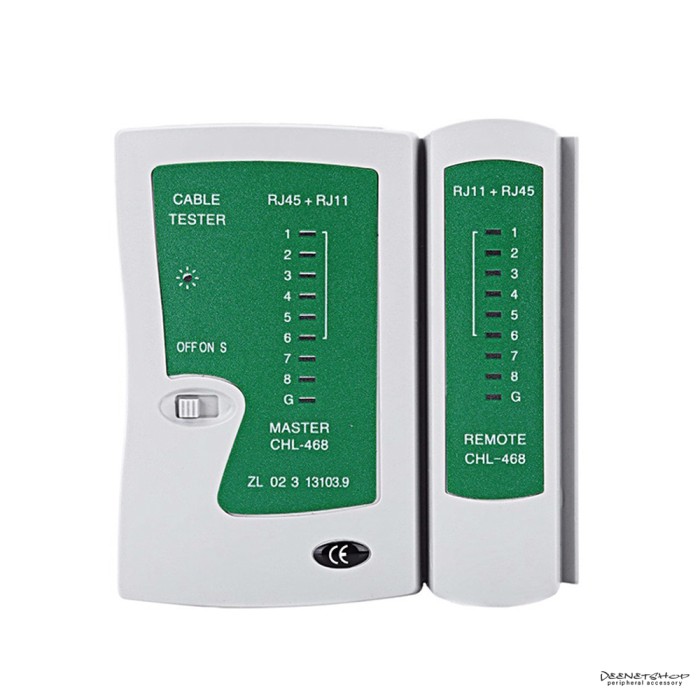 CABLE
TESTER
RJ45 + RJ11
1
2
3
4
5
6
7
8
G
OFF ON S
MASTER
CHL-468
ZL 02 3 13103.9
CE
RJ11 + RJ45
1
2
3
4
5
6
7
8
G
REMOTE
CHL-468
DEENETSHOP
peripheral accessory